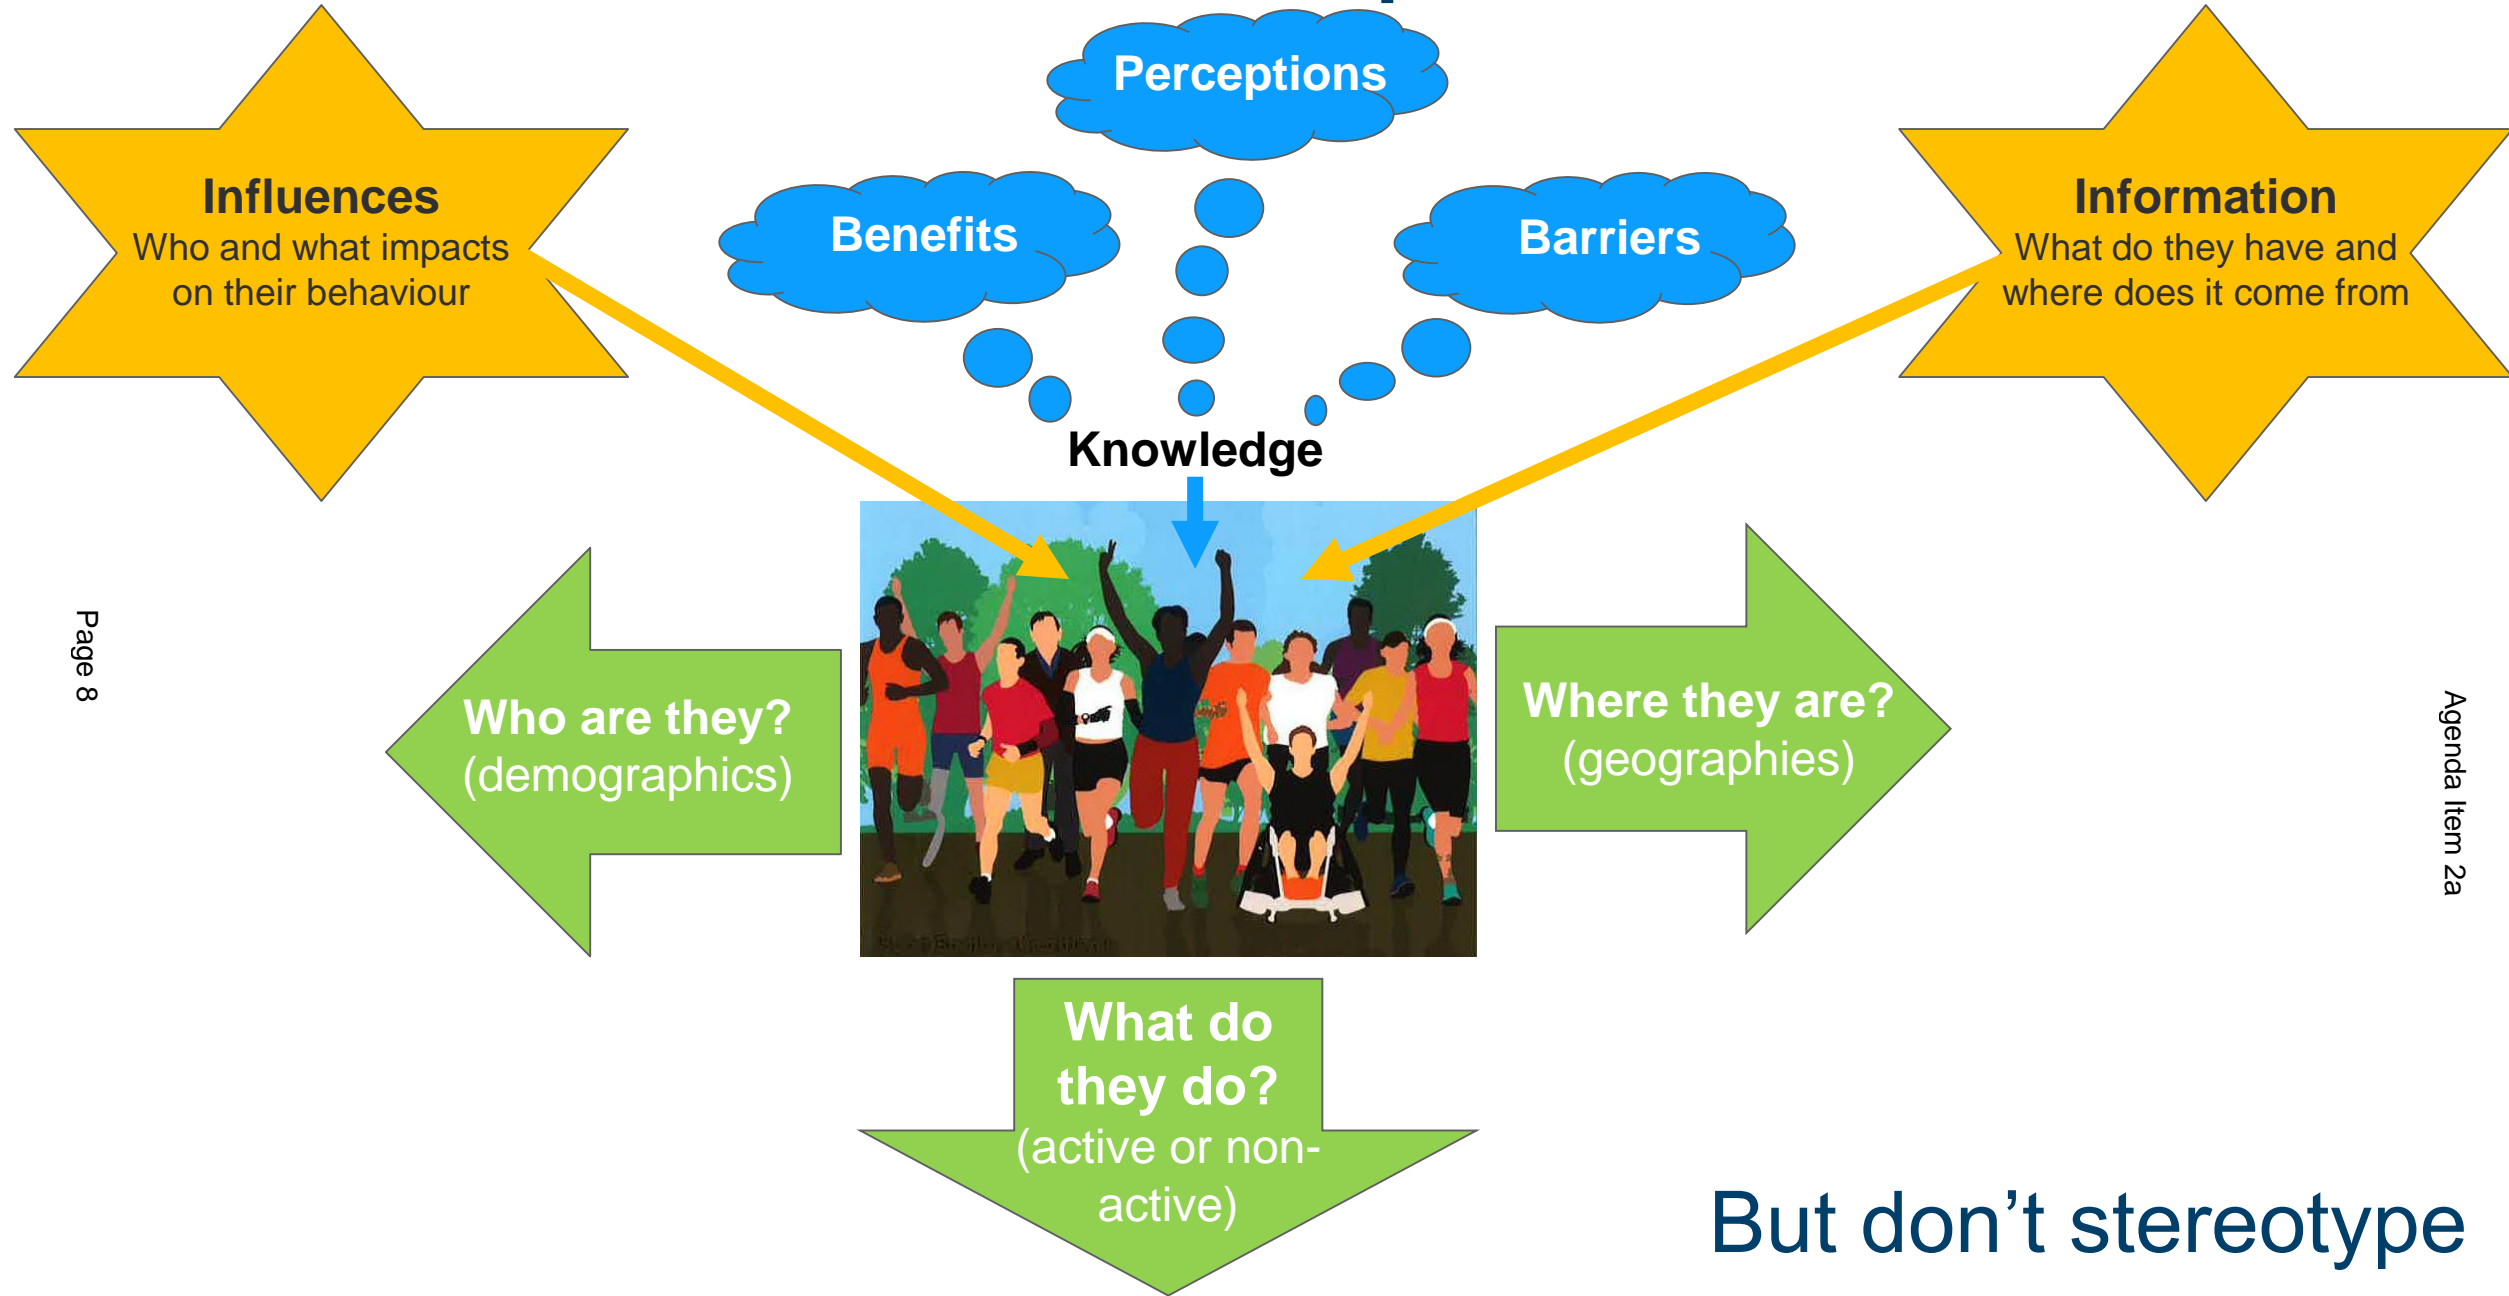 Perceptions
Benefits
Barriers
Influences
Who and what impacts
on their behaviour
Information
What do they have and
where does it come from
Knowledge
Who are they?
(demographics)
Where they are?
(geographies)
What do
they do?
(active or non-
active)
But don’t stereotype
Page 8
Agenda Item 2a